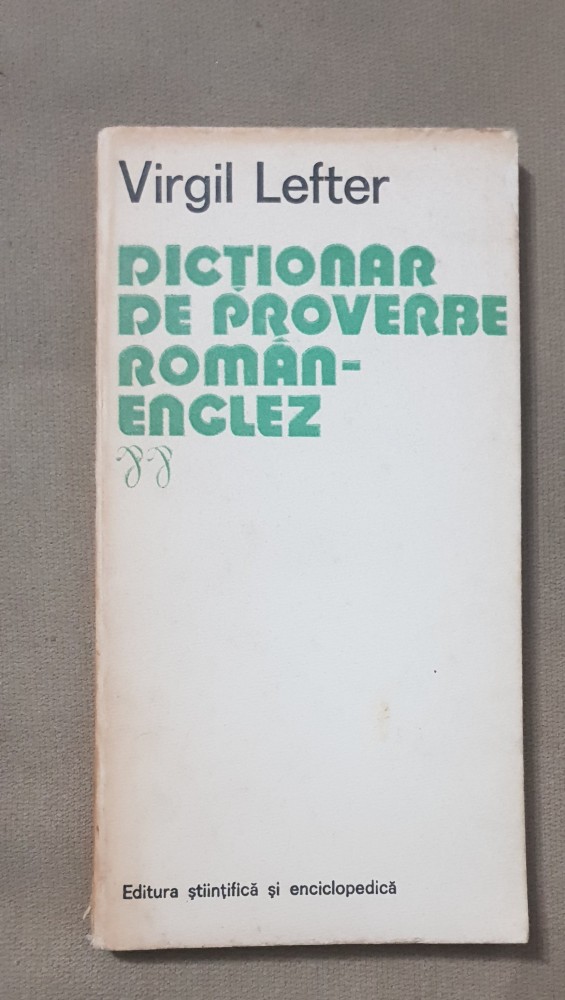 Virgil Lefter
DICȚIONAR
DE PROVERBE
ROMÂN-
ENGLEZ
Editura științifică și enciclopedică